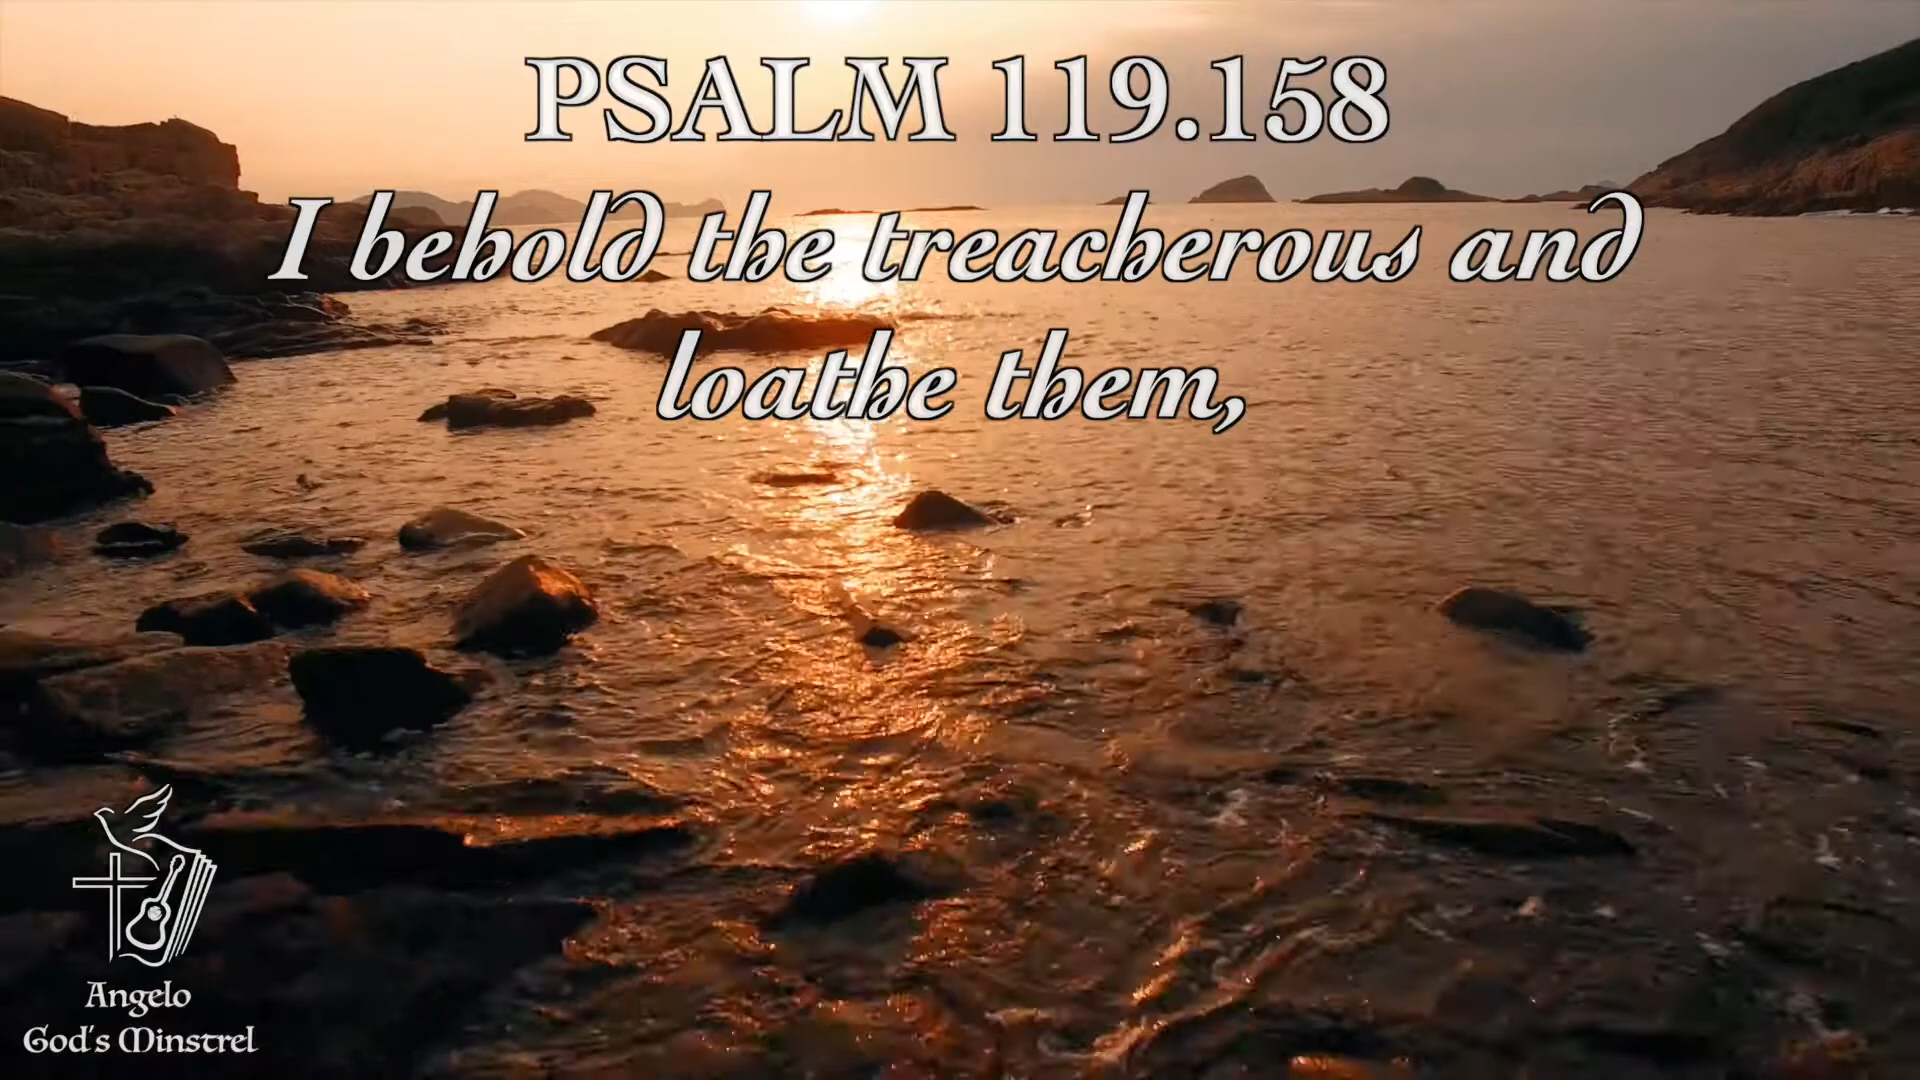 PSALM 119.158
I behold the treacherous and
loathe them,
Angelo
God's Minstrel